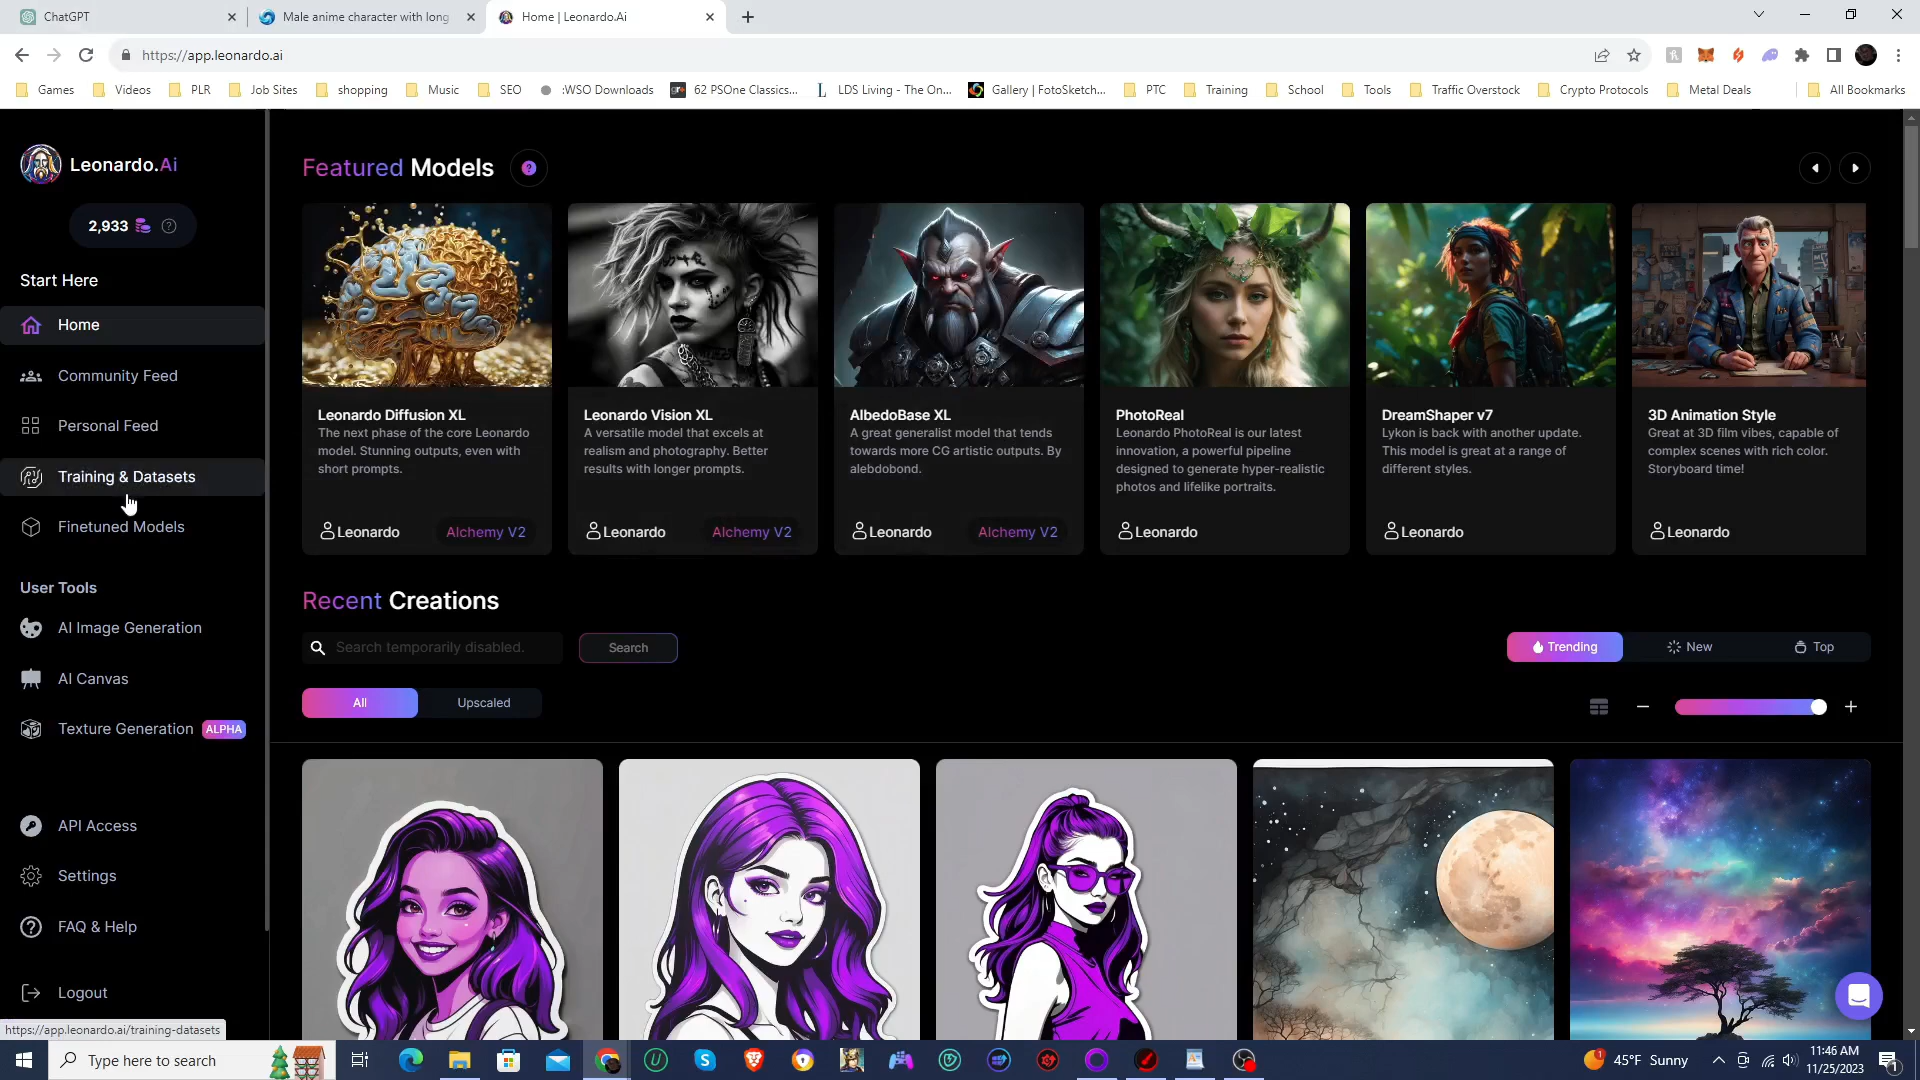 ChatGPT
Male anime character with long
Home | Leonardo.Ai
https://app.leonardo.ai
Games
Videos
PLR
Job Sites
shopping
Music
SEO
:WSO Downloads
62 PSOne Classics...
LDS Living - The On...
Gallery | FotoSketch...
PTC
Training
School
Tools
Traffic Overstock
Crypto Protocols
Metal Deals
All Bookmarks
Leonardo.Ai
2,933
Start Here
Home
Community Feed
Personal Feed
Training & Datasets
Finetuned Models
User Tools
AI Image Generation
AI Canvas
Texture Generation ALPHA
API Access
Settings
FAQ & Help
Logout
https://app.leonardo.ai/training-datasets
Featured Models
Leonardo Diffusion XL
The next phase of the core Leonardo
model. Stunning outputs, even with
short prompts.
Leonardo
Alchemy V2
Leonardo Vision XL
A versatile model that excels at
realism and photography. Better
results with longer prompts.
Leonardo
Alchemy V2
AlbedoBase XL
A great generalist model that tends
towards more CG artistic outputs. By
alebdobond.
Leonardo
Alchemy V2
PhotoReal
Leonardo PhotoReal is our latest
innovation, a powerful pipeline
designed to generate hyper-realistic
photos and lifelike portraits.
Leonardo
DreamShaper v7
Lykon is back with another update.
This model is great at a range of
different styles.
Leonardo
3D Animation Style
Great at 3D film vibes, capable of
complex scenes with rich color.
Storyboard time!
Leonardo
Recent Creations
Search temporarily disabled.
Search
Trending
New
Top
All
Upscaled
Type here to search
45°F Sunny
11:46 AM
11/25/2023